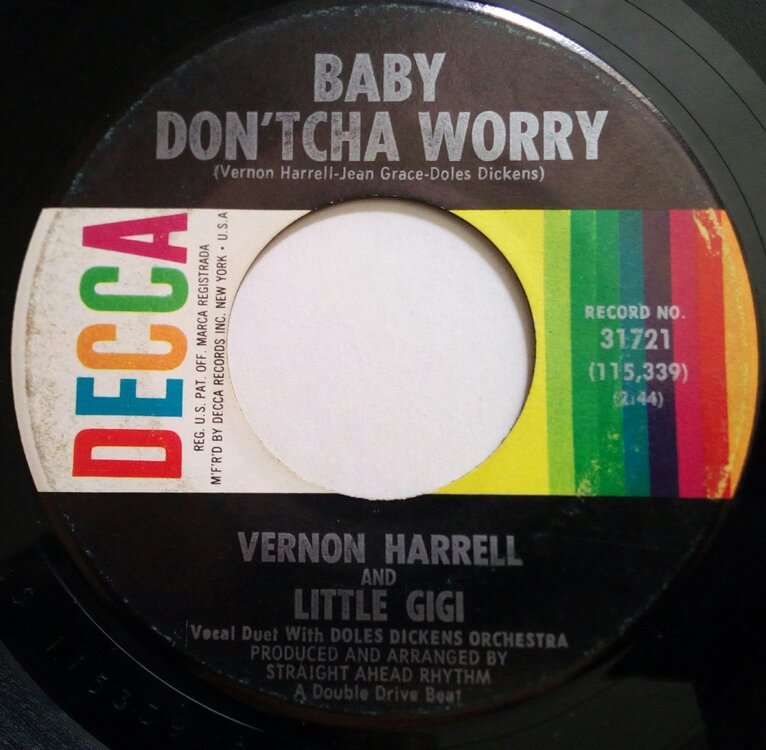 BABY
DON'TCHA WORRY
(Vernon Harrell-Jean Grace-Doles Dickens)
DECCA
REG. U.S. PAT. OFF. MARCA REGISTRADA
M'F'R'D BY DECCA RECORDS INC. NEW YORK • U.S.A
RECORD NO.
31721
(115,339)
(2:44)
VERNON HARRELL
AND
LITTLE GIGI
Vocal Duet With DOLES DICKENS ORCHESTRA
PRODUCED AND ARRANGED BY
STRAIGHT AHEAD RHYTHM
A Double Drive Beat